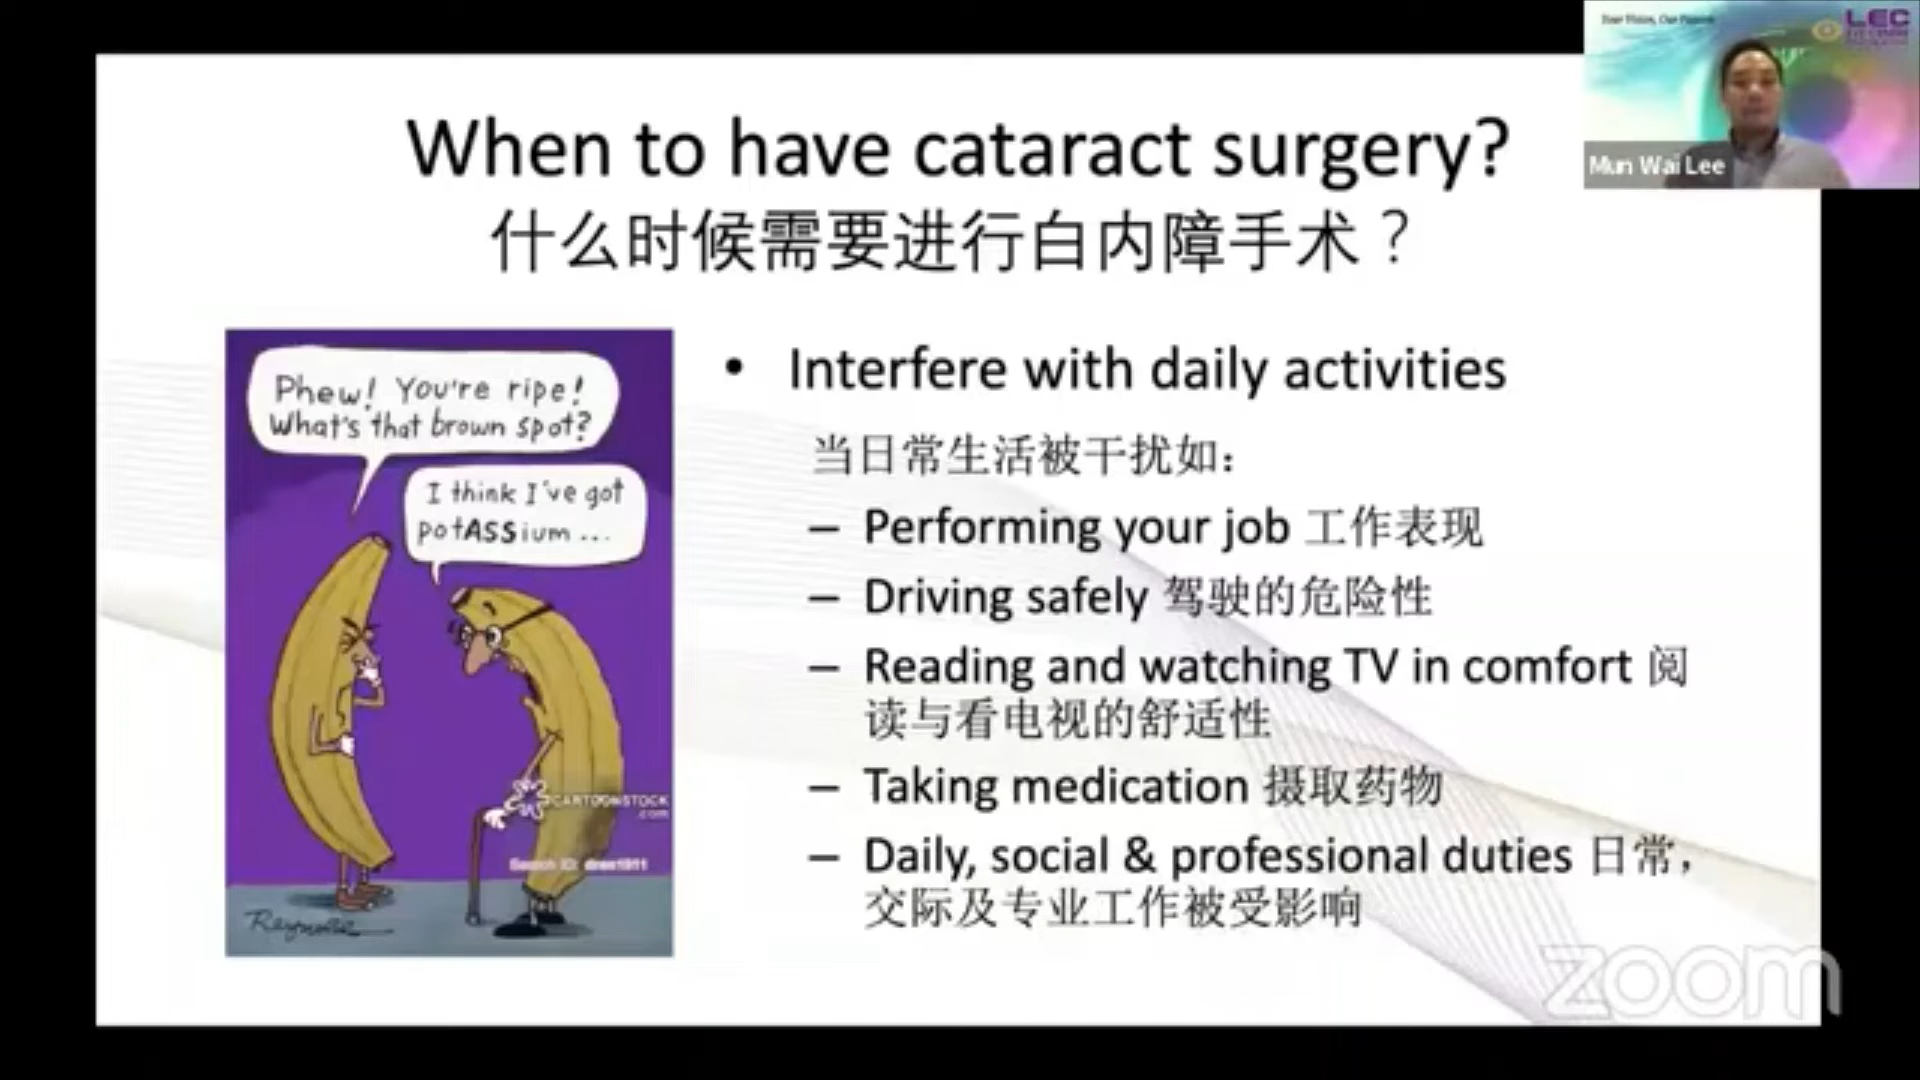 When to have cataract surgery?
什么时候需要进行白内障手术？
Phew! You're ripe!
What's that brown spot?
I think I've got
potASSium...
CARTOONSTOCK
.com
Search ID:
• Interfere with daily activities
当日常生活被干扰如：
– Performing your job 工作表现
– Driving safely 驾驶的危险性
– Reading and watching TV in comfort 阅
读与看电视的舒适性
– Taking medication 摄取药物
– Daily, social & professional duties 日常，
交际及专业工作被受影响
LEC
Mun Wai Lee
zoom